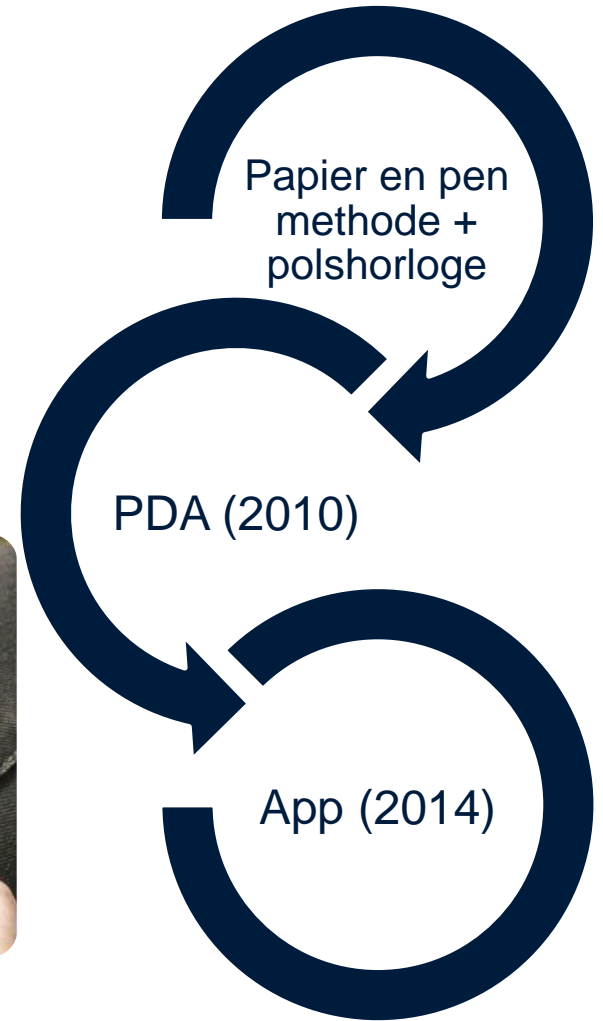 Papier en pen
methode +
polshorloge
PDA (2010)
App (2014)